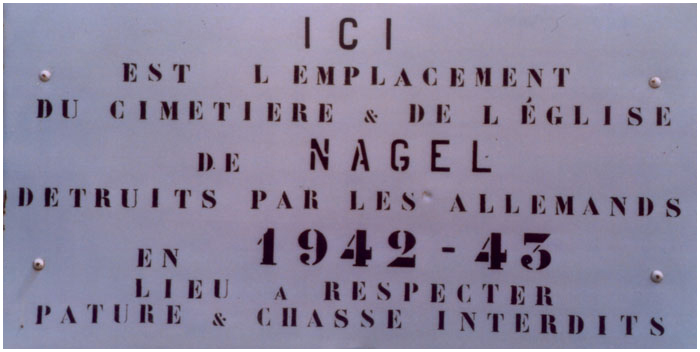 ICI
EST L EMPLACEMENT
DU CIMETIERE & DE L ÉGLISE
DE NAGEL
DETRUITS PAR LES ALLEMANDS
EN 1942-43
LIEU A RESPECTER
PATURE & CHASSE INTERDITS